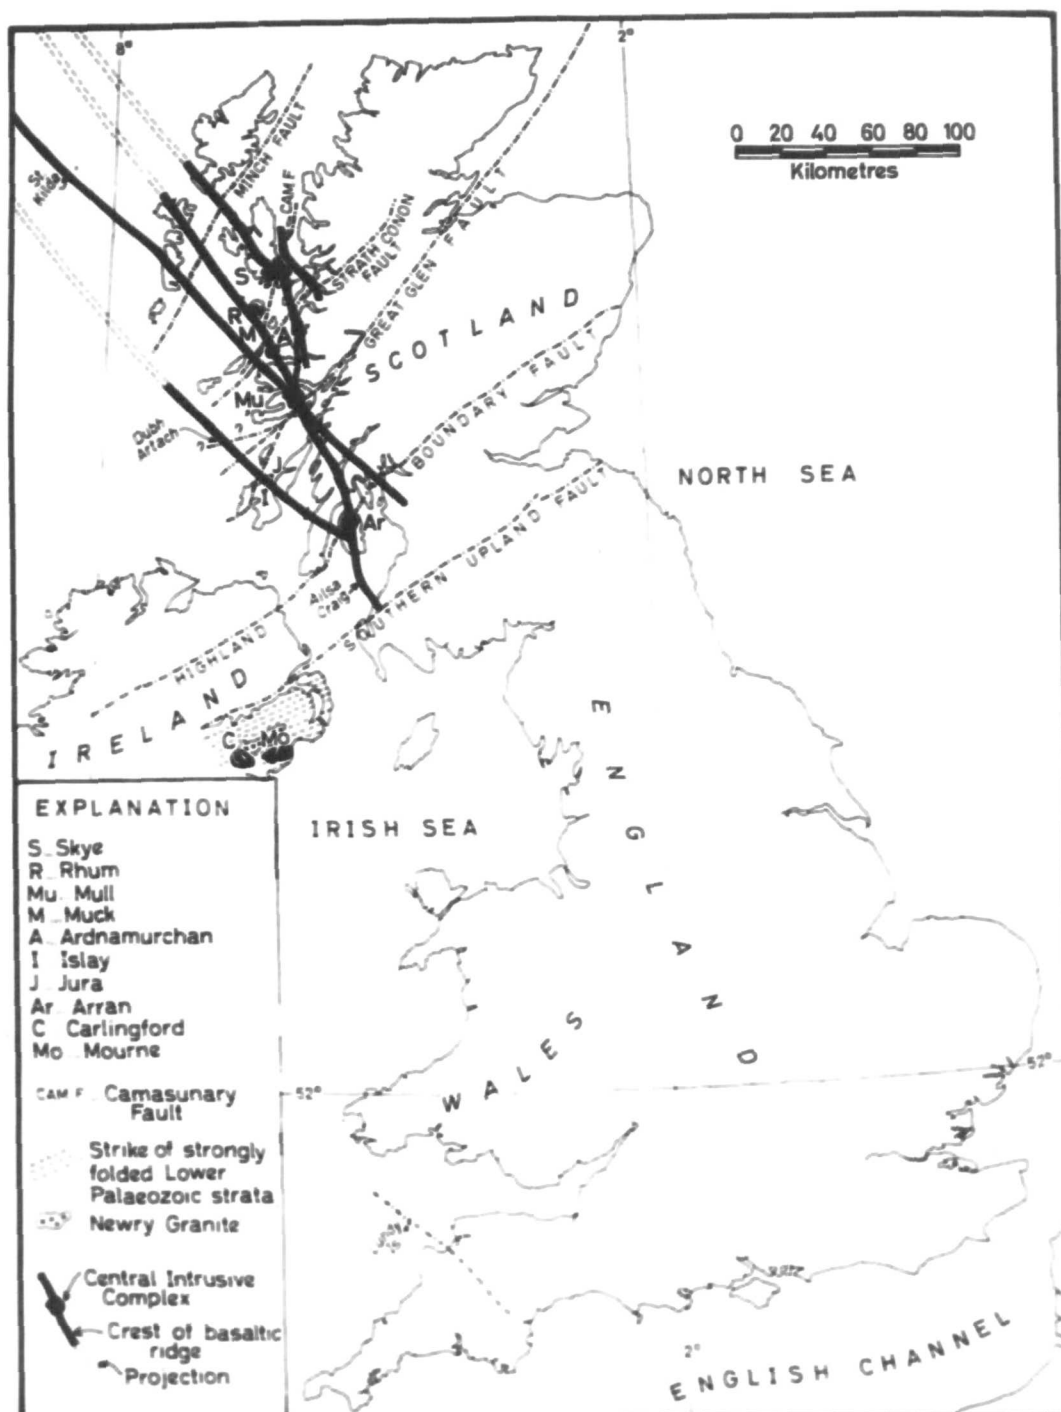 8°
2°
0 20 40 60 80 100
Kilometres
St. Kilda
MINCH FAULT
CAM F
STRATH CONON
FAULT
GREAT GLEN FAULT
S
R
M
A
SCOTLAND
Mu
Dubh
Artach
?
?
J
I
BOUNDARY FAULT
NORTH SEA
Ar
Ailsa
Craig
SOUTHERN UPLAND FAULT
HIGHLAND
IRELAND
C
Mo
ENGLAND
IRISH SEA
WALES
52°
52°
2°
ENGLISH CHANNEL
EXPLANATION
S Skye
R Rhum
Mu Mull
M Muck
A Ardnamurchan
I Islay
J Jura
Ar Arran
C Carlingford
Mo Mourne
CAM F Camasunary
Fault
Strike of strongly
folded Lower
Palaeozoic strata
Newry Granite
Central Intrusive
Complex
Crest of basaltic
ridge
Projection